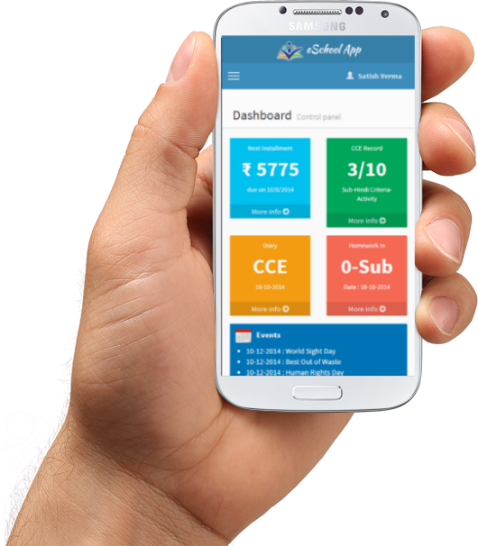 SAMSUNG
eSchool App
Satish Verma
Dashboard Control panel
Next Installment
₹ 5775
due on 10/8/2014
More info
CCE Record
3/10
Sub-Hindi Criteria-
Activity
More info
Diary
CCE
18-10-2014
More info
Homework In
0-Sub
Date : 18-10-2014
More info
Events
10-12-2014 : World Sight Day
10-12-2014 : Best Out of Waste
10-12-2014 : Human Rights Day